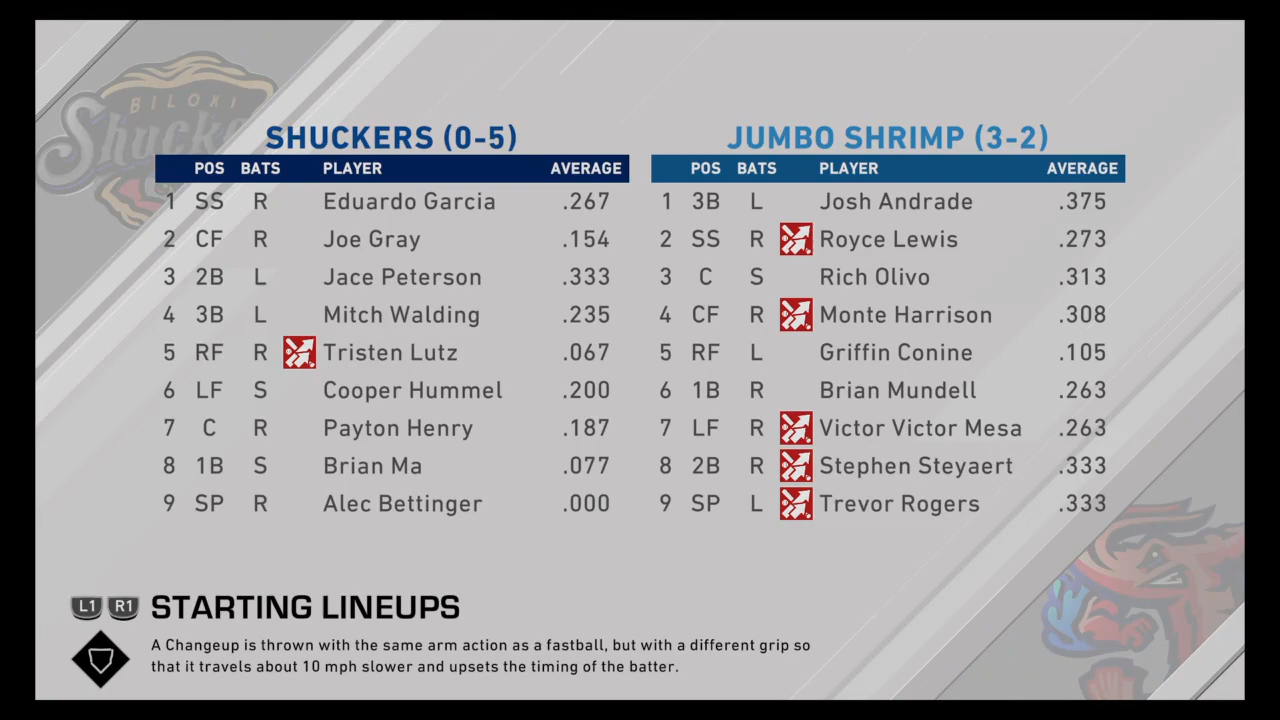 BILOXI
Shuckers
SHUCKERS (0-5)
POS BATS PLAYER AVERAGE
1 SS R Eduardo Garcia .267
2 CF R Joe Gray .154
3 2B L Jace Peterson .333
4 3B L Mitch Walding .235
5 RF R Tristen Lutz .067
6 LF S Cooper Hummel .200
7 C R Payton Henry .187
8 1B S Brian Ma .077
9 SP R Alec Bettinger .000
JUMBO SHRIMP (3-2)
POS BATS PLAYER AVERAGE
1 3B L Josh Andrade .375
2 SS R Royce Lewis .273
3 C S Rich Olivo .313
4 CF R Monte Harrison .308
5 RF L Griffin Conine .105
6 1B R Brian Mundell .263
7 LF R Victor Victor Mesa .263
8 2B R Stephen Steyaert .333
9 SP L Trevor Rogers .333
L1 R1 STARTING LINEUPS
A Changeup is thrown with the same arm action as a fastball, but with a different grip so
that it travels about 10 mph slower and upsets the timing of the batter.